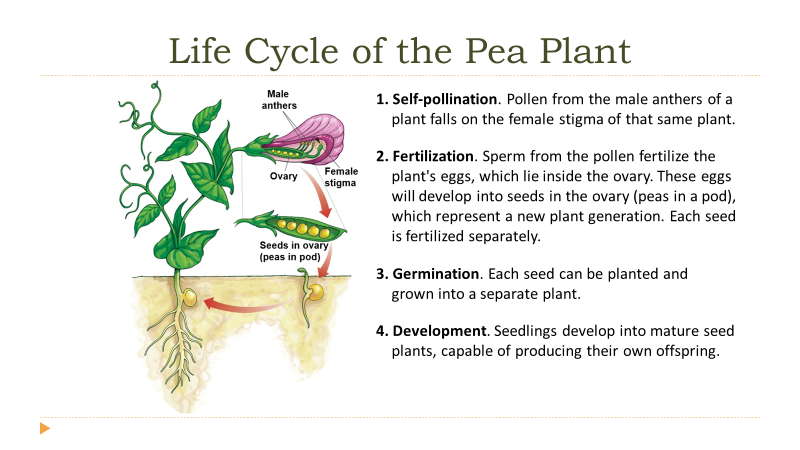 Life Cycle of the Pea Plant
Male
anthers
Ovary
Female
stigma
Seeds in ovary
(peas in pod)
1. Self-pollination. Pollen from the male anthers of a
plant falls on the female stigma of that same plant.
2. Fertilization. Sperm from the pollen fertilize the
plant's eggs, which lie inside the ovary. These eggs
will develop into seeds in the ovary (peas in a pod),
which represent a new plant generation. Each seed
is fertilized separately.
3. Germination. Each seed can be planted and
grown into a separate plant.
4. Development. Seedlings develop into mature seed
plants, capable of producing their own offspring.